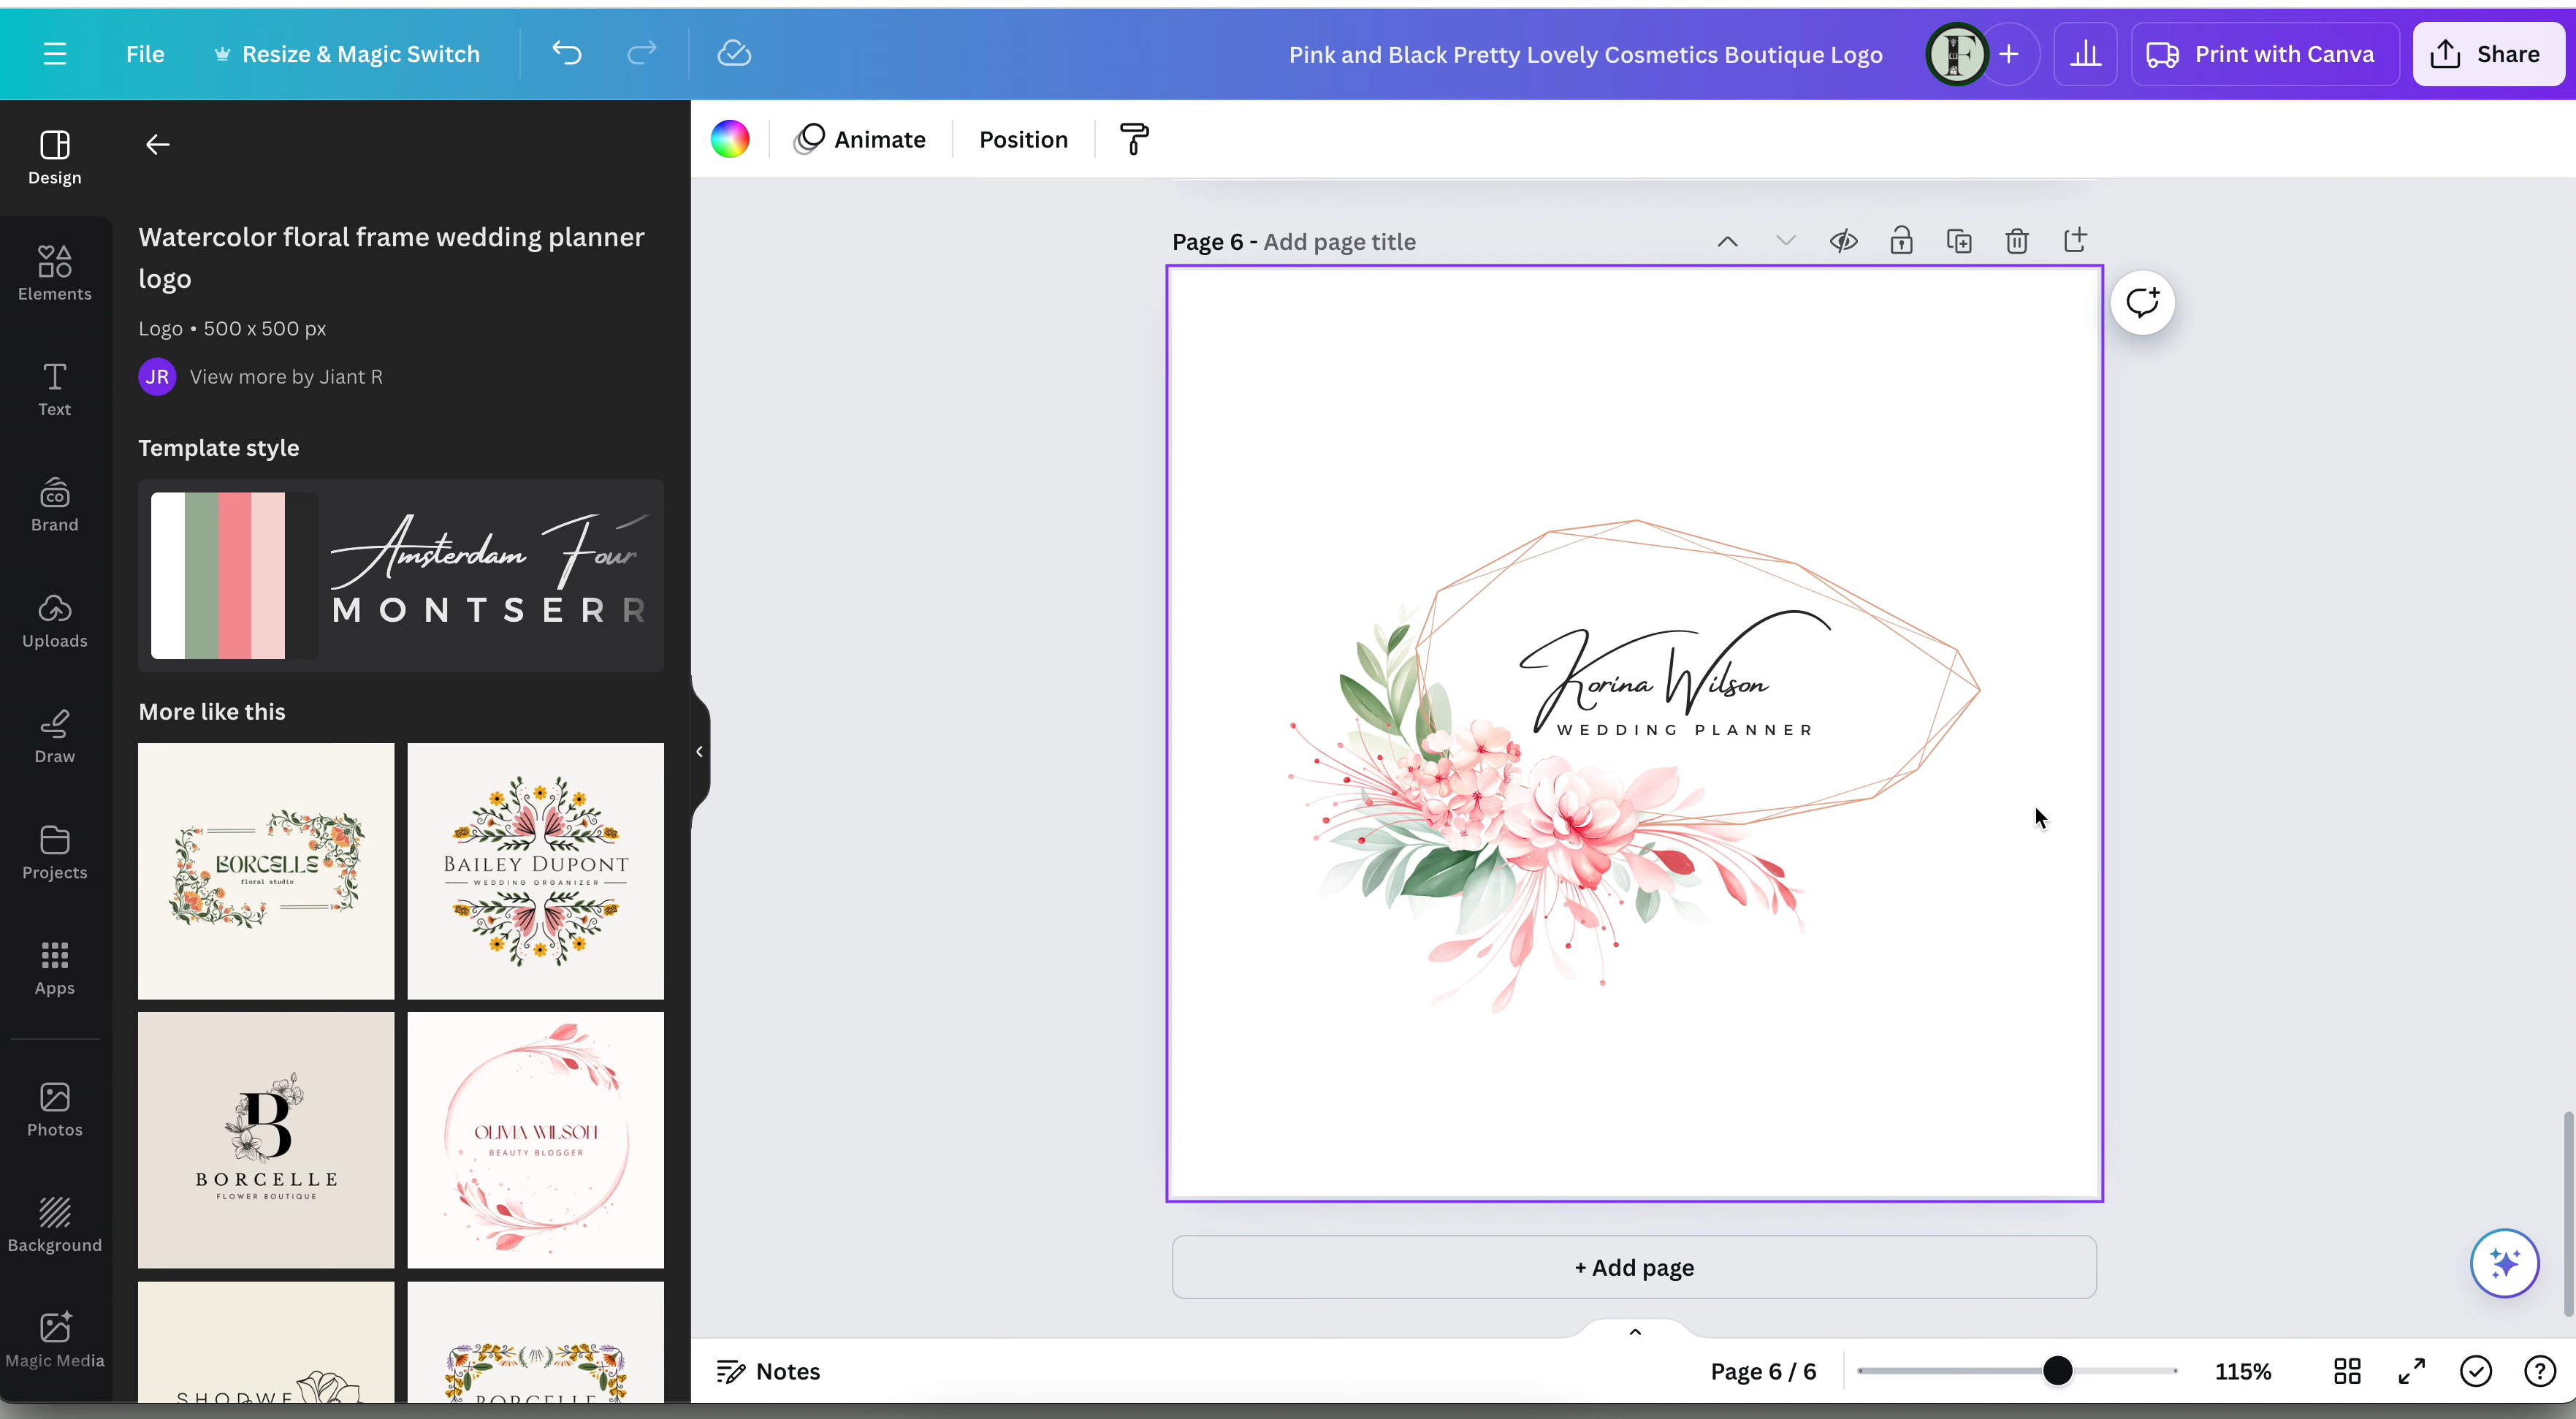 File
Resize & Magic Switch
Pink and Black Pretty Lovely Cosmetics Boutique Logo
F
Print with Canva
Share
Design
Elements
Text
CO
Brand
Uploads
Draw
Projects
Apps
Photos
Background
Magic Media
Watercolor floral frame wedding planner
logo
Logo • 500 x 500 px
JR View more by Jiant R
Template style
Amsterdam Four
MONTSERR
More like this
BORCELLE
floral studio
BAILEY DUPONT
WEDDING ORGANIZER
B
BORCELLE
FLOWER BOUTIQUE
OLIVIA WILSON
BEAUTY BLOGGER
SHODWE
BORCELLE
Animate
Position
Page 6 - Add page title
Korina Wilson
WEDDING PLANNER
+ Add page
Notes
Page 6 / 6
115%